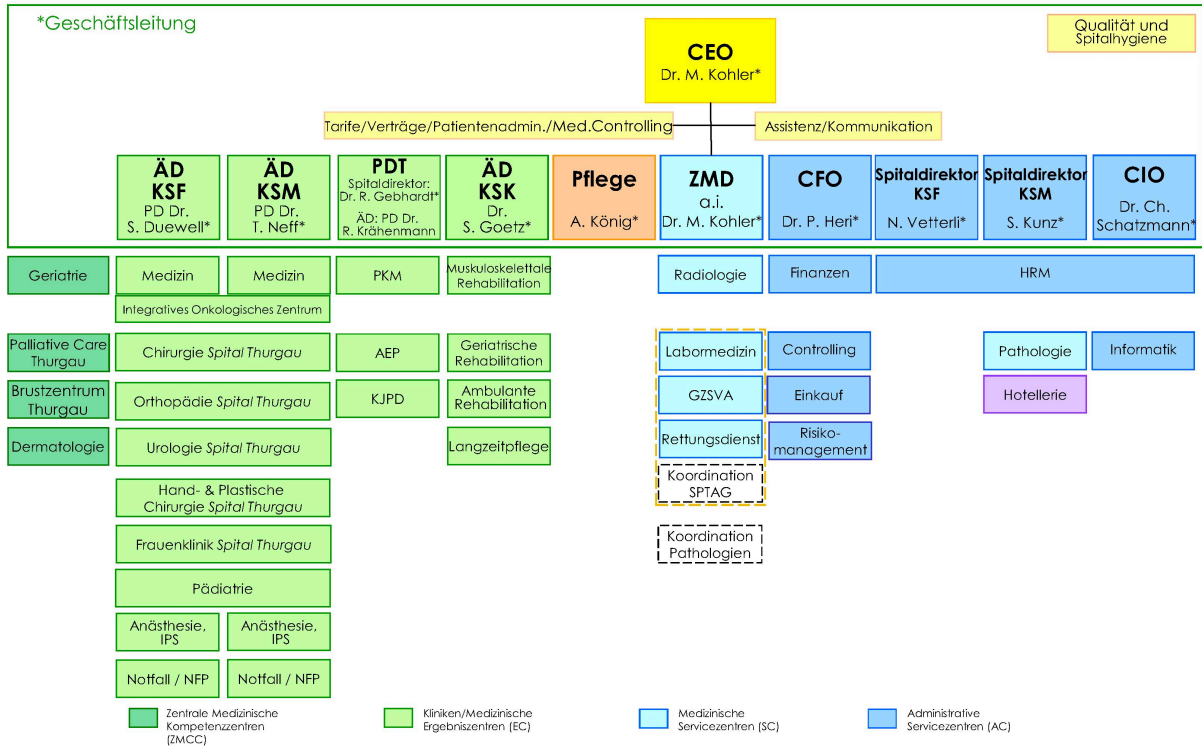 *Geschäftsleitung
Qualität und
Spitalhygiene
CEO
Dr. M. Kohler*
Tarife/Verträge/Patientenadmin./Med.Controlling
Assistenz/Kommunikation
ÄD
KSF
PD Dr.
S. Duewell*
ÄD
KSM
PD Dr.
T. Neff*
PDT
Spitaldirektor:
Dr. R. Gebhardt*
ÄD: PD Dr.
R. Krähenmann
ÄD
KSK
Dr.
S. Goetz*
Pflege
A. König*
ZMD
a.i.
Dr. M. Kohler*
CFO
Dr. P. Heri*
Spitaldirektor
KSF
N. Vetterli*
Spitaldirektor
KSM
S. Kunz*
CIO
Dr. Ch.
Schatzmann*
Geriatrie
Medizin
Medizin
PKM
Muskuloskelettale
Rehabilitation
Radiologie
Finanzen
HRM
Integratives Onkologisches Zentrum
Palliative Care
Thurgau
Chirurgie Spital Thurgau
AEP
Geriatrische
Rehabilitation
Labormedizin
Controlling
Pathologie
Informatik
Brustzentrum
Thurgau
Orthopädie Spital Thurgau
KJPD
Ambulante
Rehabilitation
GZSVA
Einkauf
Hotellerie
Dermatologie
Urologie Spital Thurgau
Langzeitpflege
Rettungsdienst
Risiko-
management
Hand- & Plastische
Chirurgie Spital Thurgau
Koordination
SPTAG
Frauenklinik Spital Thurgau
Koordination
Pathologien
Pädiatrie
Anästhesie,
IPS
Anästhesie,
IPS
Notfall / NFP
Notfall / NFP
Zentrale Medizinische
Kompetenzzentren
(ZMCC)
Kliniken/Medizinische
Ergebniszentren (EC)
Medizinische
Servicezentren (SC)
Administrative
Servicezentren (AC)